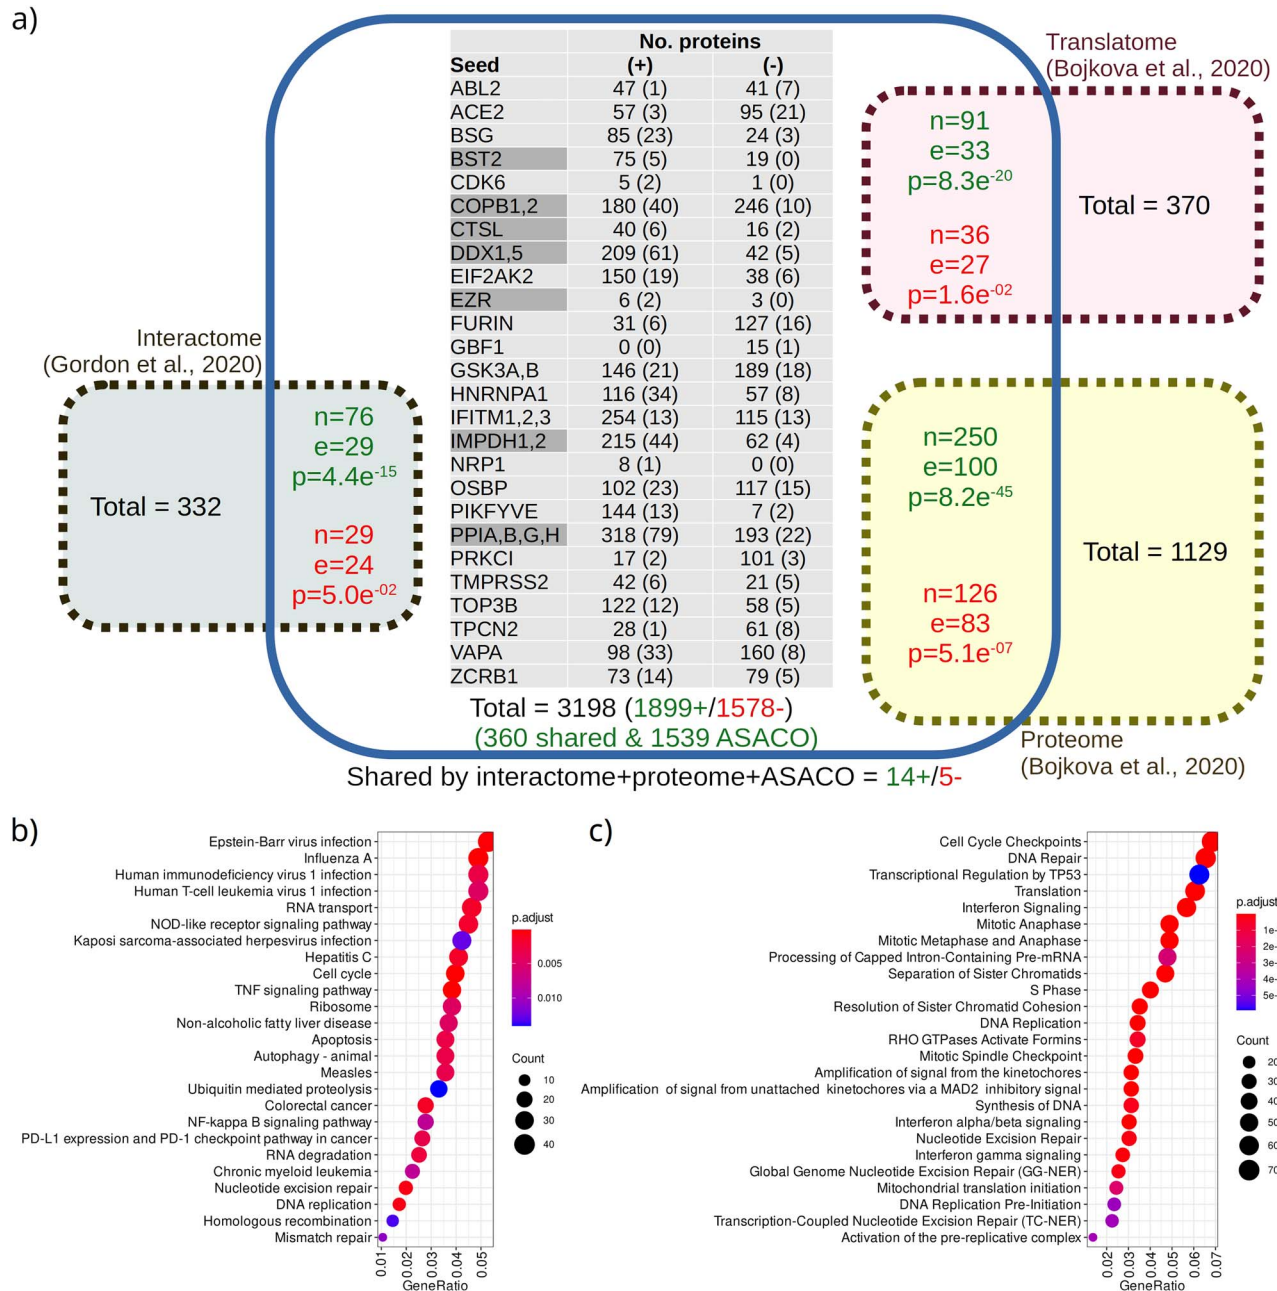 a)
No. proteins
Seed (+) (-)
ABL2 47 (1) 41 (7)
ACE2 57 (3) 95 (21)
BSG 85 (23) 24 (3)
BST2 75 (5) 19 (0)
CDK6 5 (2) 1 (0)
COPB1,2 180 (40) 246 (10)
CTSL 40 (6) 16 (2)
DDX1,5 209 (61) 42 (5)
EIF2AK2 150 (19) 38 (6)
EZR 6 (2) 3 (0)
FURIN 31 (6) 127 (16)
GBF1 0 (0) 15 (1)
GSK3A,B 146 (21) 189 (18)
HNRNPA1 116 (34) 57 (8)
IFITM1,2,3 254 (13) 115 (13)
IMPDH1,2 215 (44) 62 (4)
NRP1 8 (1) 0 (0)
OSBP 102 (23) 117 (15)
PIKFYVE 144 (13) 7 (2)
PPIA,B,G,H 318 (79) 193 (22)
PRKCI 17 (2) 101 (3)
TMPRSS2 42 (6) 21 (5)
TOP3B 122 (12) 58 (5)
TPCN2 28 (1) 61 (8)
VAPA 98 (33) 160 (8)
ZCRB1 73 (14) 79 (5)
Total = 3198 (1899+/1578-)
(360 shared & 1539 ASACO)
Shared by interactome+proteome+ASACO = 14+/5-
Interactome
(Gordon et al., 2020)
Total = 332
n=76
e=29
p=4.4e-15
n=29
e=24
p=5.0e-02
Translatome
(Bojkova et al., 2020)
n=91
e=33
p=8.3e-20
n=36
e=27
p=1.6e-02
Total = 370
n=250
e=100
p=8.2e-45
n=126
e=83
p=5.1e-07
Total = 1129
Proteome
(Bojkova et al., 2020)
b)
Epstein-Barr virus infection
Influenza A
Human immunodeficiency virus 1 infection
Human T-cell leukemia virus 1 infection
RNA transport
NOD-like receptor signaling pathway
Kaposi sarcoma-associated herpesvirus infection
Hepatitis C
Cell cycle
TNF signaling pathway
Ribosome
Non-alcoholic fatty liver disease
Apoptosis
Autophagy - animal
Measles
Ubiquitin mediated proteolysis
Colorectal cancer
NF-kappa B signaling pathway
PD-L1 expression and PD-1 checkpoint pathway in cancer
RNA degradation
Chronic myeloid leukemia
Nucleotide excision repair
DNA replication
Homologous recombination
Mismatch repair
0.01 0.02 0.03 0.04 0.05
GeneRatio
p.adjust
0.005
0.010
Count
10
20
30
40
c)
Cell Cycle Checkpoints
DNA Repair
Transcriptional Regulation by TP53
Translation
Interferon Signaling
Mitotic Anaphase
Mitotic Metaphase and Anaphase
Processing of Capped Intron-Containing Pre-mRNA
Separation of Sister Chromatids
S Phase
Resolution of Sister Chromatid Cohesion
DNA Replication
RHO GTPases Activate Formins
Mitotic Spindle Checkpoint
Amplification of signal from the kinetochores
Amplification of signal from unattached kinetochores via a MAD2 inhibitory signal
Synthesis of DNA
Interferon alpha/beta signaling
Nucleotide Excision Repair
Interferon gamma signaling
Global Genome Nucleotide Excision Repair (GG-NER)
Mitochondrial translation initiation
DNA Replication Pre-Initiation
Transcription-Coupled Nucleotide Excision Repair (TC-NER)
Activation of the pre-replicative complex
0.02 0.03 0.04 0.05 0.06 0.07
GeneRatio
p.adjust
1e-
2e-
3e-
4e-
5e-
Count
20
30
40
50
60
70